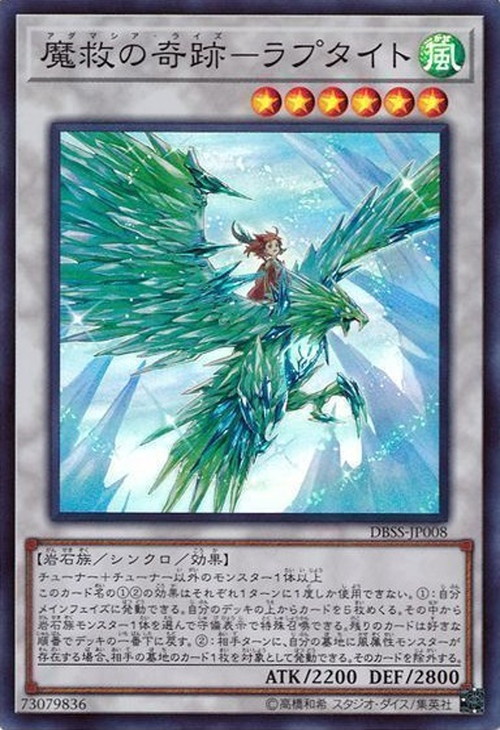 アダマシア・ライズ
魔救の奇跡－ラプタイト
風
DBSS-JP008
【岩石族／シンクロ／効果】
チューナー＋チューナー以外のモンスター1体以上
このカード名の①②の効果はそれぞれ1ターンに1度しか使用できない。①：自分
メインフェイズに発動できる。自分のデッキの上からカードを5枚めくる。その中から
岩石族モンスター1体を選んで守備表示で特殊召喚できる。残りのカードは好きな
順番でデッキの一番下に戻す。②：相手ターンに、自分の墓地に風属性モンスターが
存在する場合、相手の墓地のカード1枚を対象として発動できる。そのカードを除外する。
ATK/2200 DEF/2800
73079836 ©高橋和希 スタジオ・ダイス/集英社